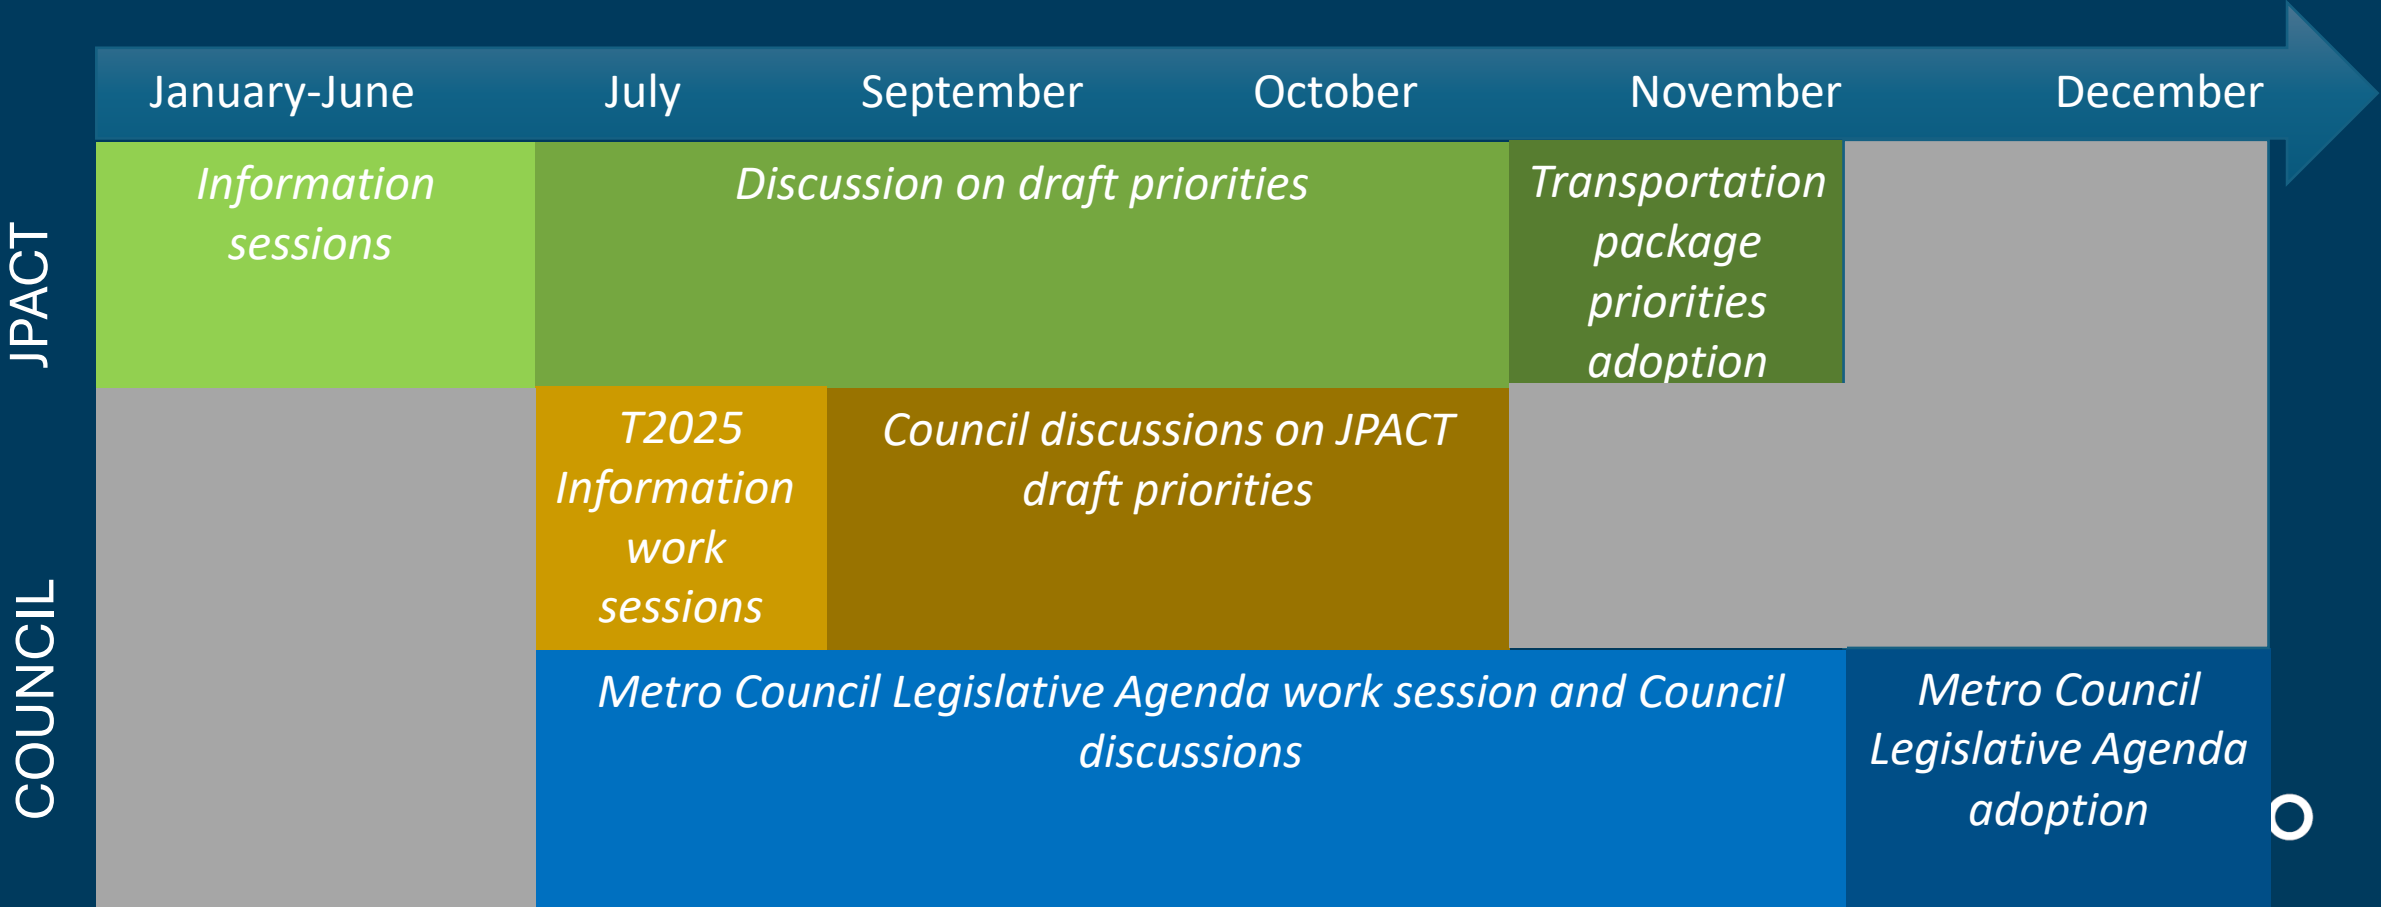 January-June July September October November December
JPACT
Information
sessions
Discussion on draft priorities
Transportation
package
priorities
adoption
COUNCIL
T2025
Information
work
sessions
Council discussions on JPACT
draft priorities
Metro Council Legislative Agenda work session and Council
discussions
Metro Council
Legislative Agenda
adoption
o